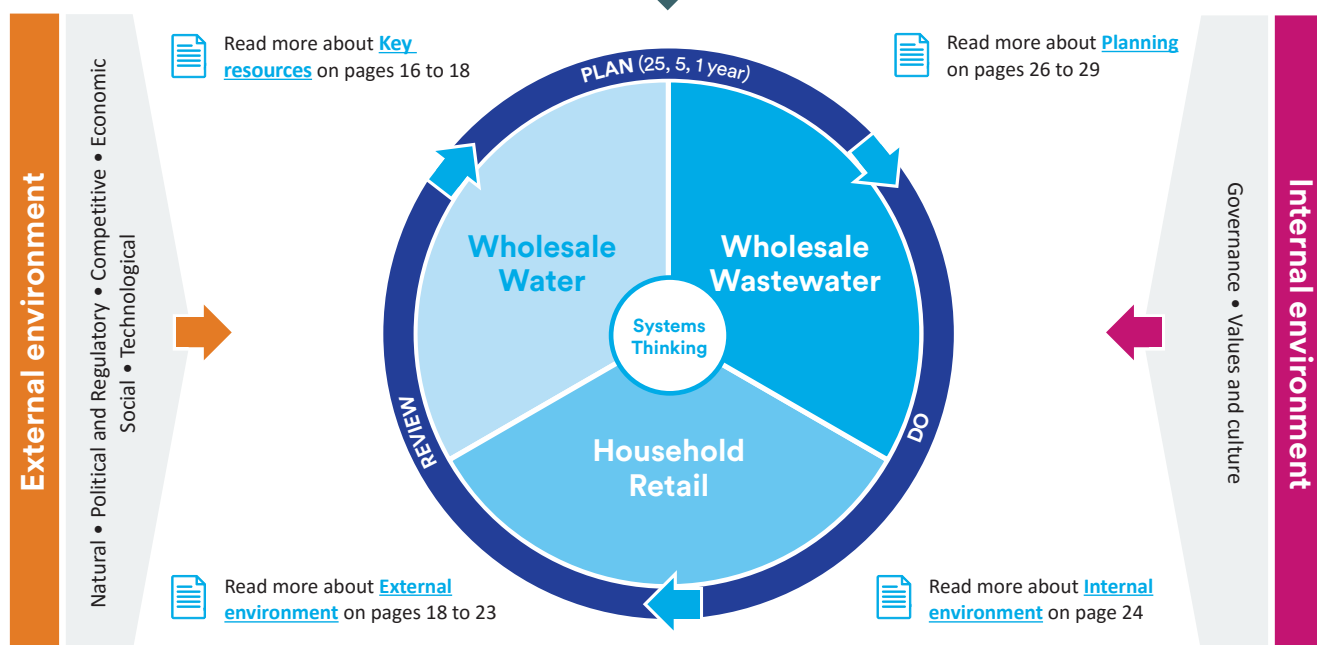 External environment
Natural • Political and Regulatory • Competitive • Economic
Social • Technological
Read more about Key
resources on pages 16 to 18
Read more about Planning
on pages 26 to 29
PLAN (25, 5, 1 year)
Wholesale
Water
Wholesale
Wastewater
Systems
Thinking
Household
Retail
REVIEW
DO
Read more about External
environment on pages 18 to 23
Read more about Internal
environment on page 24
Governance • Values and culture
Internal environment